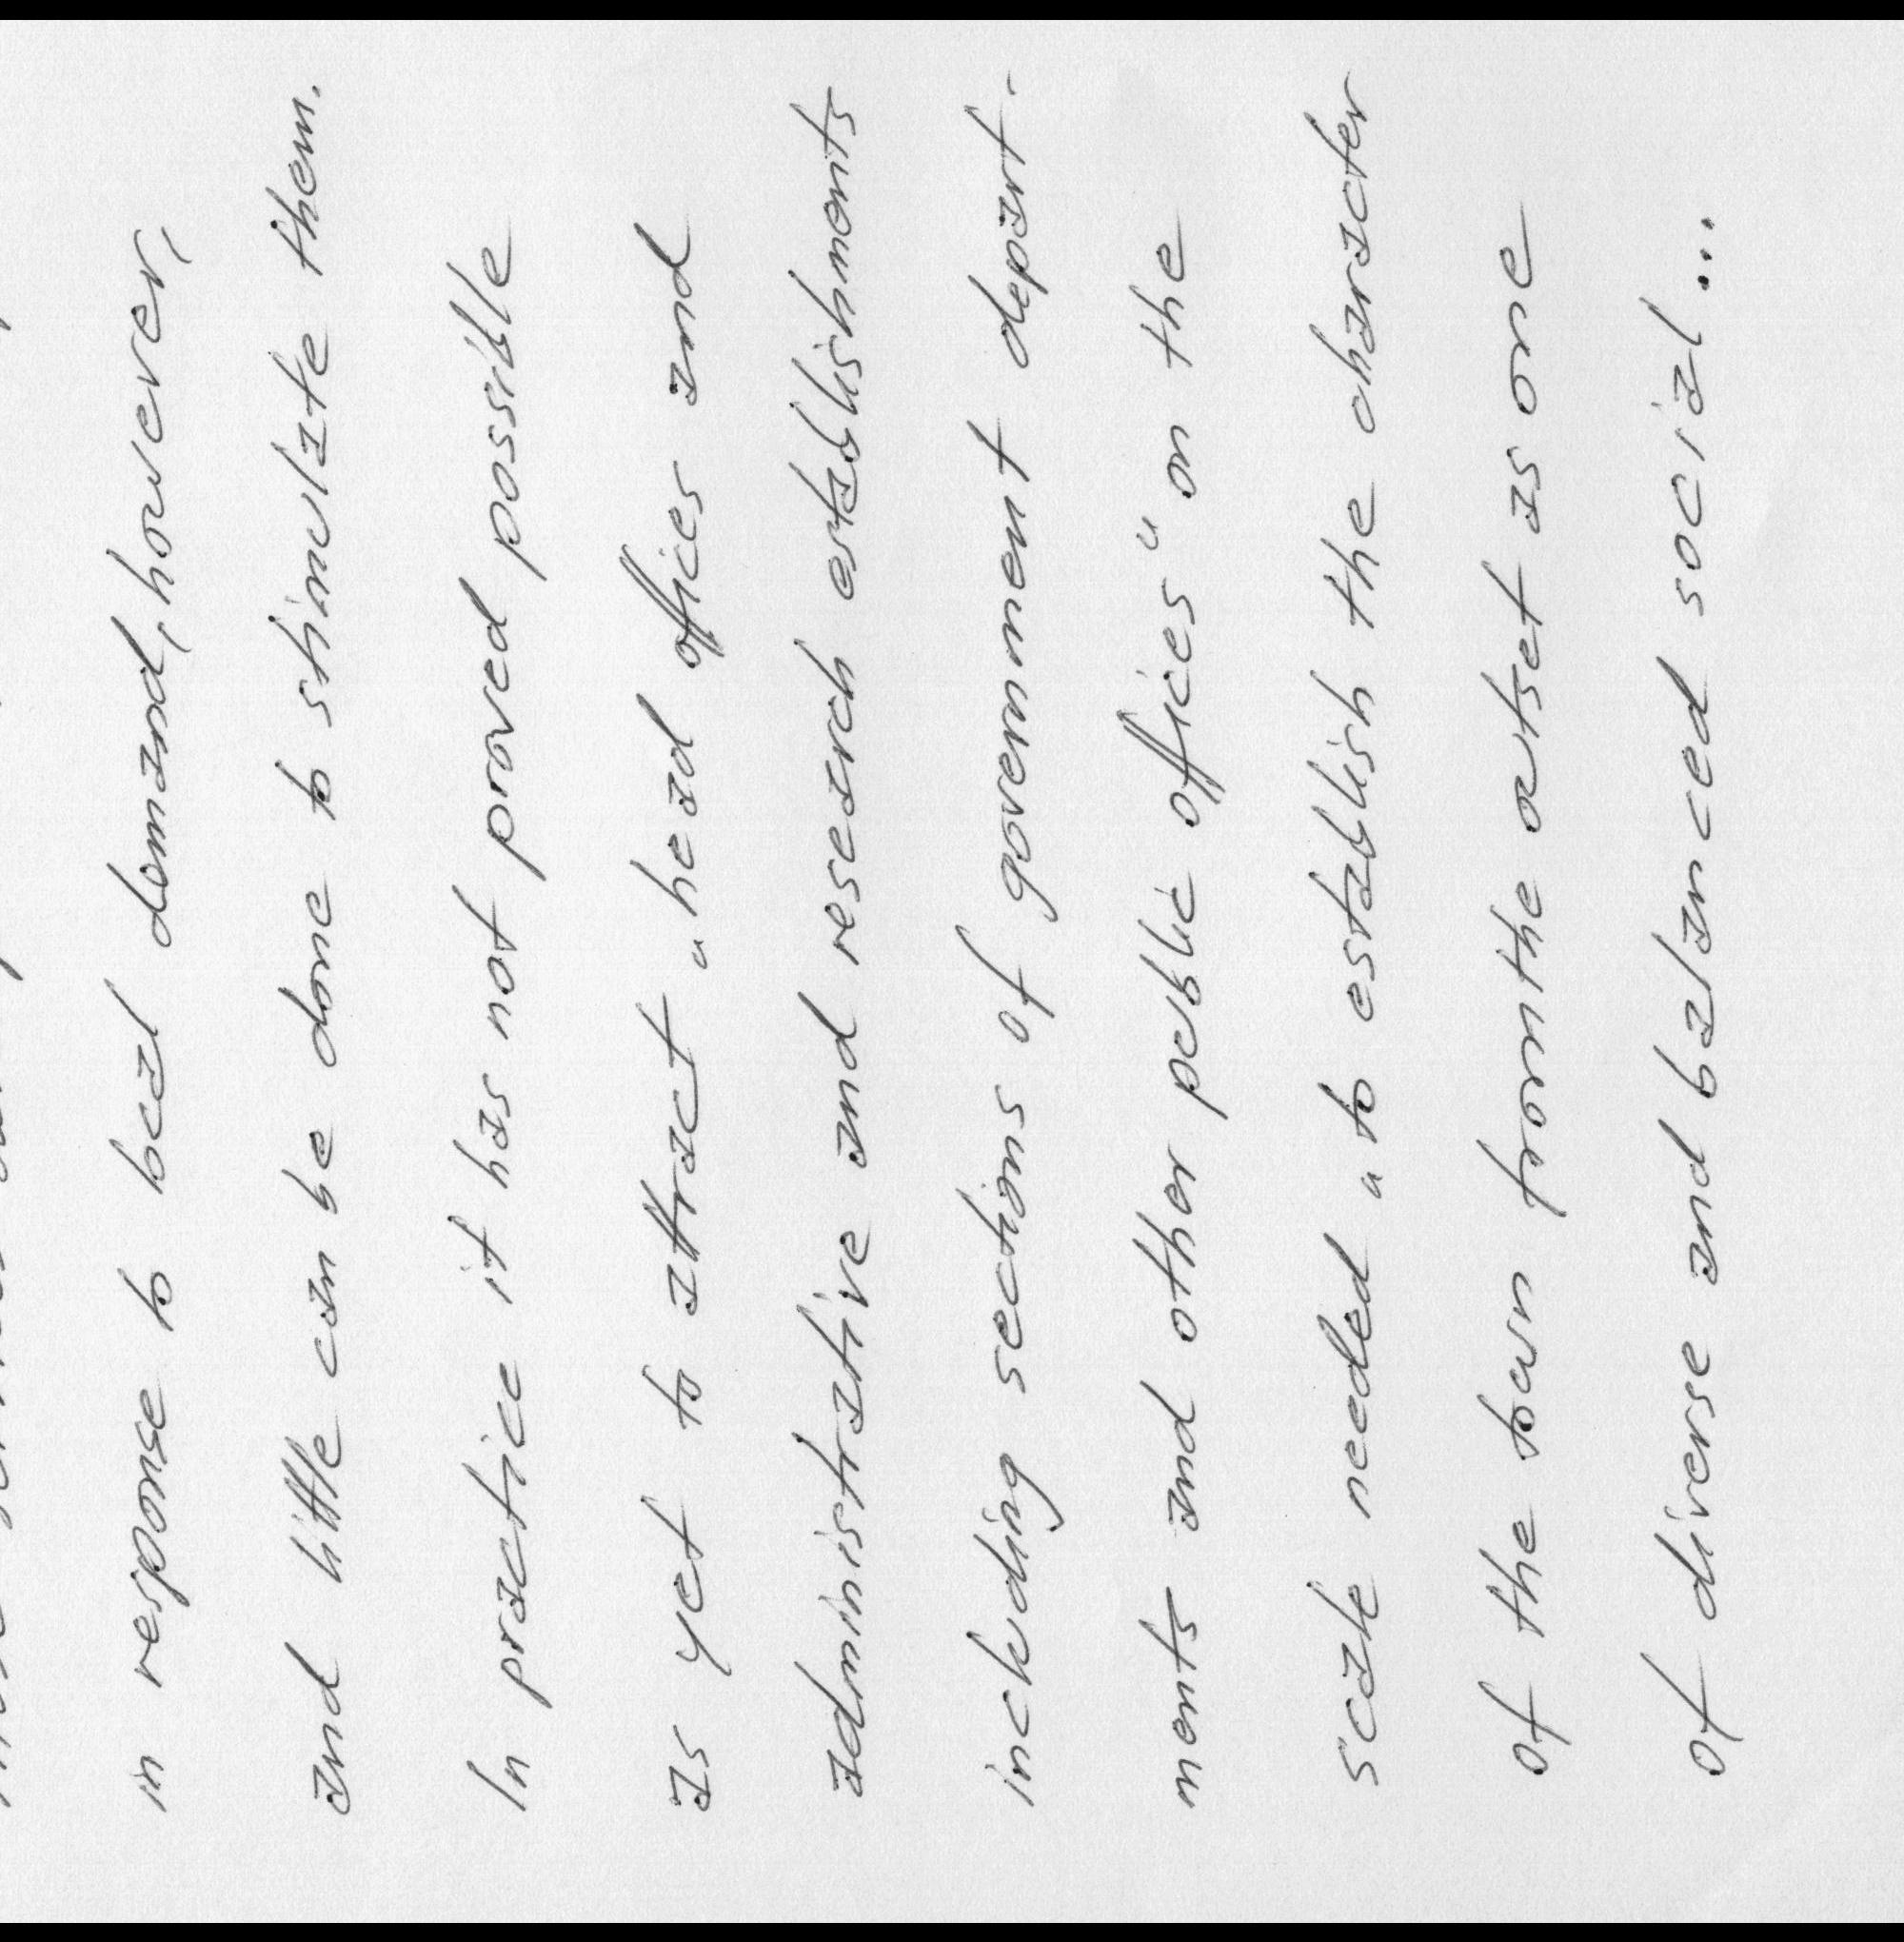 in response to local demand, however,
and little can be done to stimulate them.
In practice it has not proved possible
as yet to attract "head offices and
administrative and research establishments
including sections of government depart-
ments and other public offices" on the
scale needed "to establish the character
of the town from the outset as one
of diverse and balanced social...